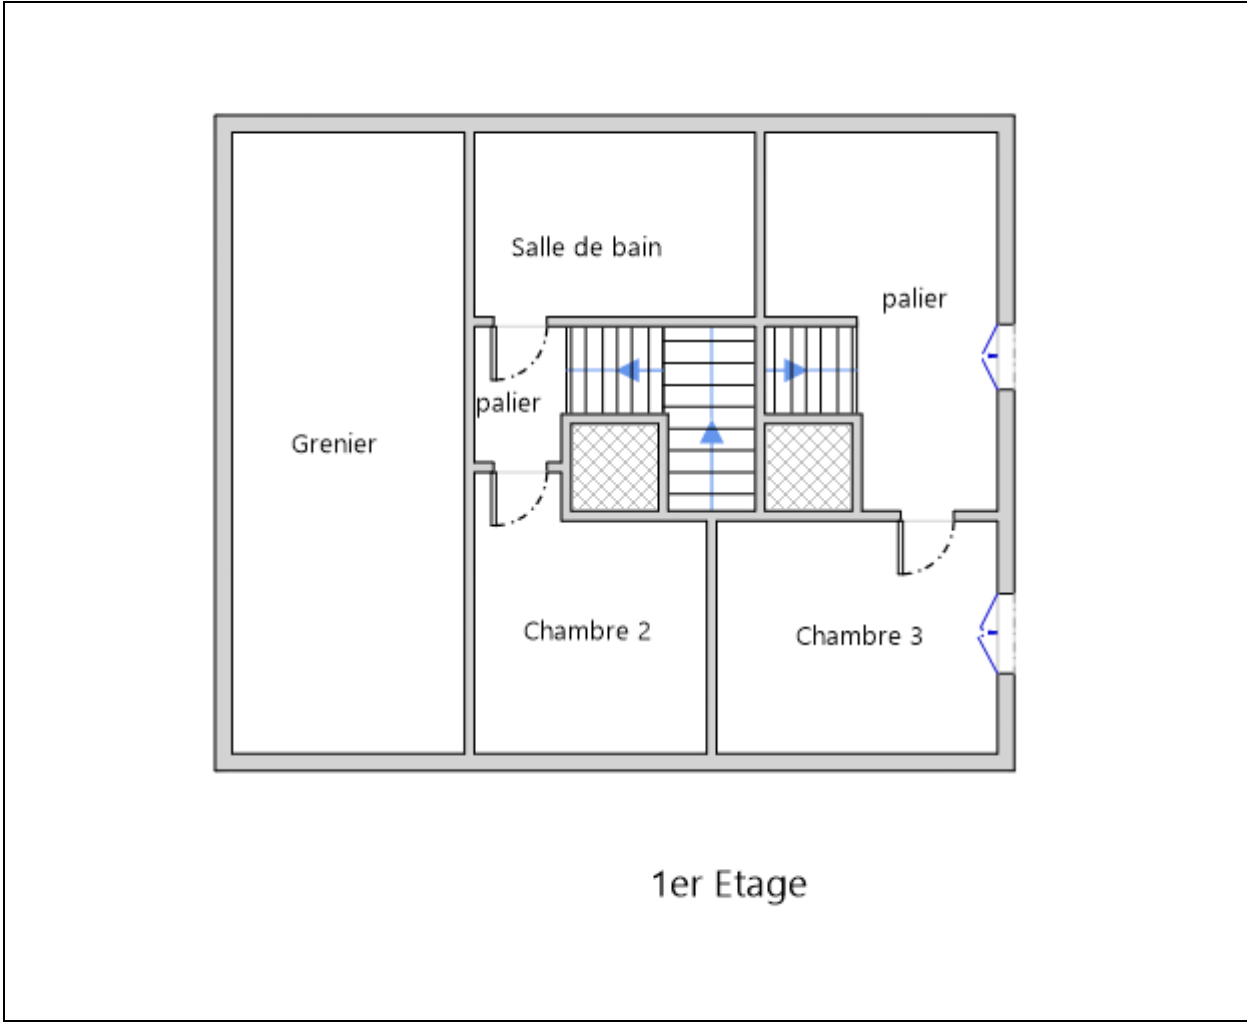 Salle de bain
palier
palier
Grenier
Chambre 2
Chambre 3
1er Etage